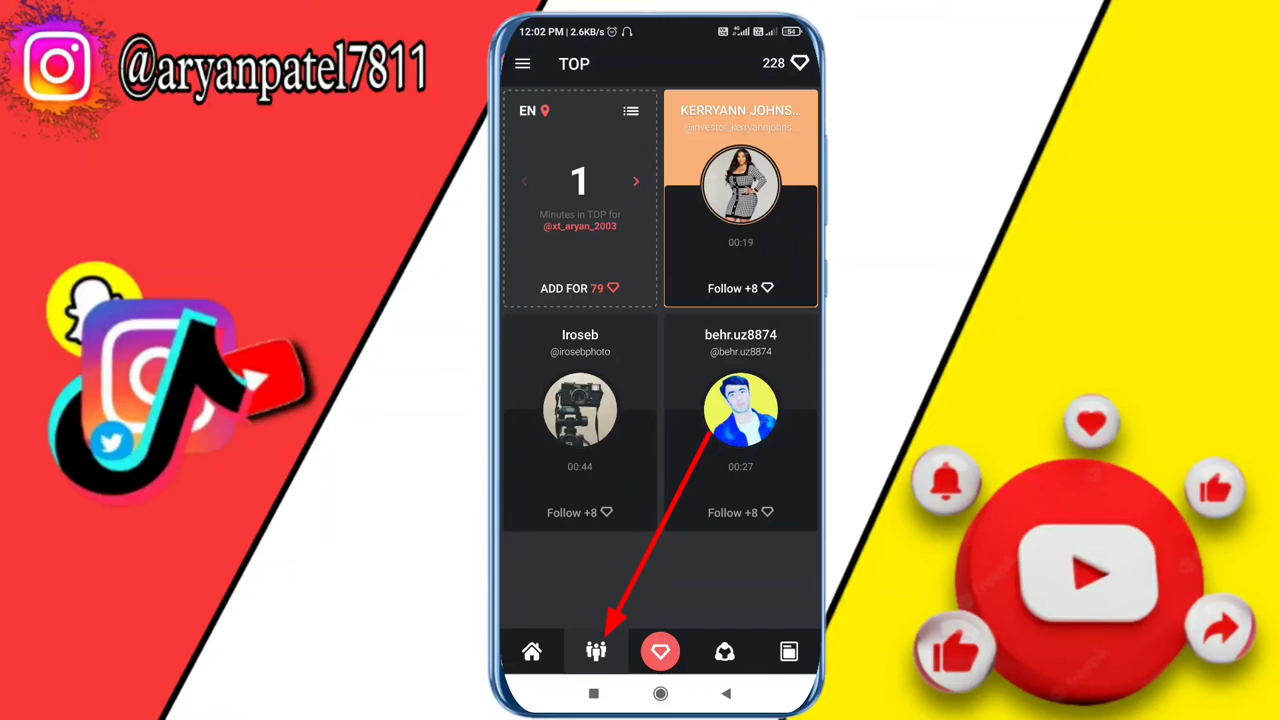 @aryanpatel7811
12:02 PM | 2.6KB/s
54
TOP
228
EN
1
Minutes in TOP for
@xt_aryan_2003
ADD FOR 79
KERRYANN JOHNS...
@investor_kerryannjohns...
00:19
Follow +8
Iroseb
@irosebphoto
00:44
Follow +8
behr.uz8874
@behr.uz8874
00:27
Follow +8